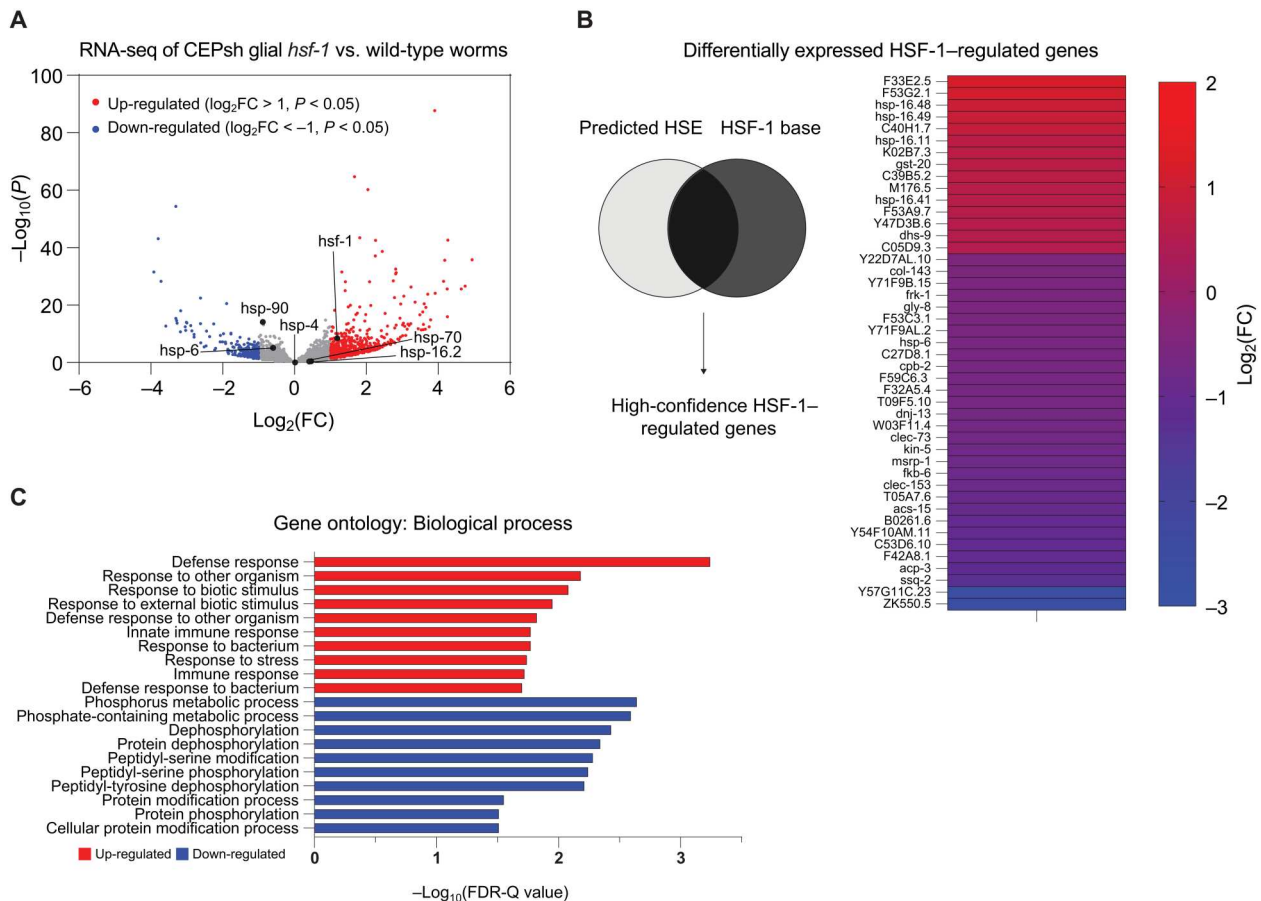 A
RNA-seq of CEPsh glial hsf-1 vs. wild-type worms
100
80
60
40
20
0
–Log10(P)
Up-regulated (log2FC > 1, P < 0.05)
Down-regulated (log2FC < –1, P < 0.05)
hsf-1
hsp-90
hsp-4
hsp-70
hsp-6
hsp-16.2
–6 –4 –2 0 2 4 6
Log2(FC)
B
Differentially expressed HSF-1–regulated genes
Predicted HSE HSF-1 base
High-confidence HSF-1–
regulated genes
F33E2.5
F53G2.1
hsp-16.48
hsp-16.49
C40H1.7
hsp-16.11
K02B7.3
gst-20
C39B5.2
M176.5
hsp-16.41
F53A9.7
Y47D3B.6
dhs-9
C05D9.3
Y22D7AL.10
col-143
Y71F9B.15
frk-1
gly-8
F53C3.1
Y71F9AL.2
hsp-6
C27D8.1
cpb-2
F59C6.3
F32A5.4
T09F5.10
dnj-13
W03F11.4
clec-73
kin-5
msrp-1
fkb-6
clec-153
T05A7.6
acs-15
B0261.6
Y54F10AM.11
C53D6.10
F42A8.1
acp-3
ssq-2
Y57G11C.23
ZK550.5
2
1
0
–1
–2
–3
Log2(FC)
C
Gene ontology: Biological process
Defense response
Response to other organism
Response to biotic stimulus
Response to external biotic stimulus
Defense response to other organism
Innate immune response
Response to bacterium
Response to stress
Immune response
Defense response to bacterium
Phosphorus metabolic process
Phosphate-containing metabolic process
Dephosphorylation
Protein dephosphorylation
Peptidyl-serine modification
Peptidyl-serine phosphorylation
Peptidyl-tyrosine dephosphorylation
Protein modification process
Protein phosphorylation
Cellular protein modification process
Up-regulated Down-regulated
0 1 2 3
–Log10(FDR-Q value)